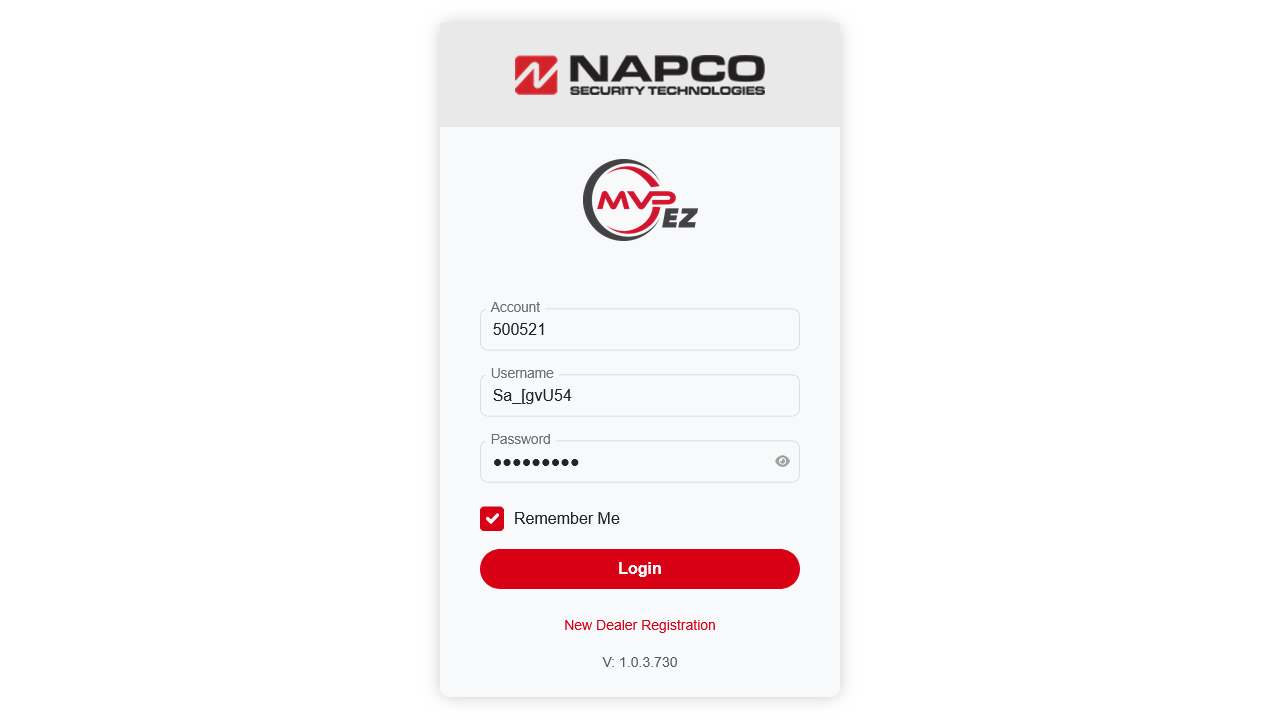 NAPCO
SECURITY TECHNOLOGIES
MVP
EZ
Account
500521
Username
Sa_[gvU54
Password
•••••••••
Remember Me
Login
New Dealer Registration
V: 1.0.3.730